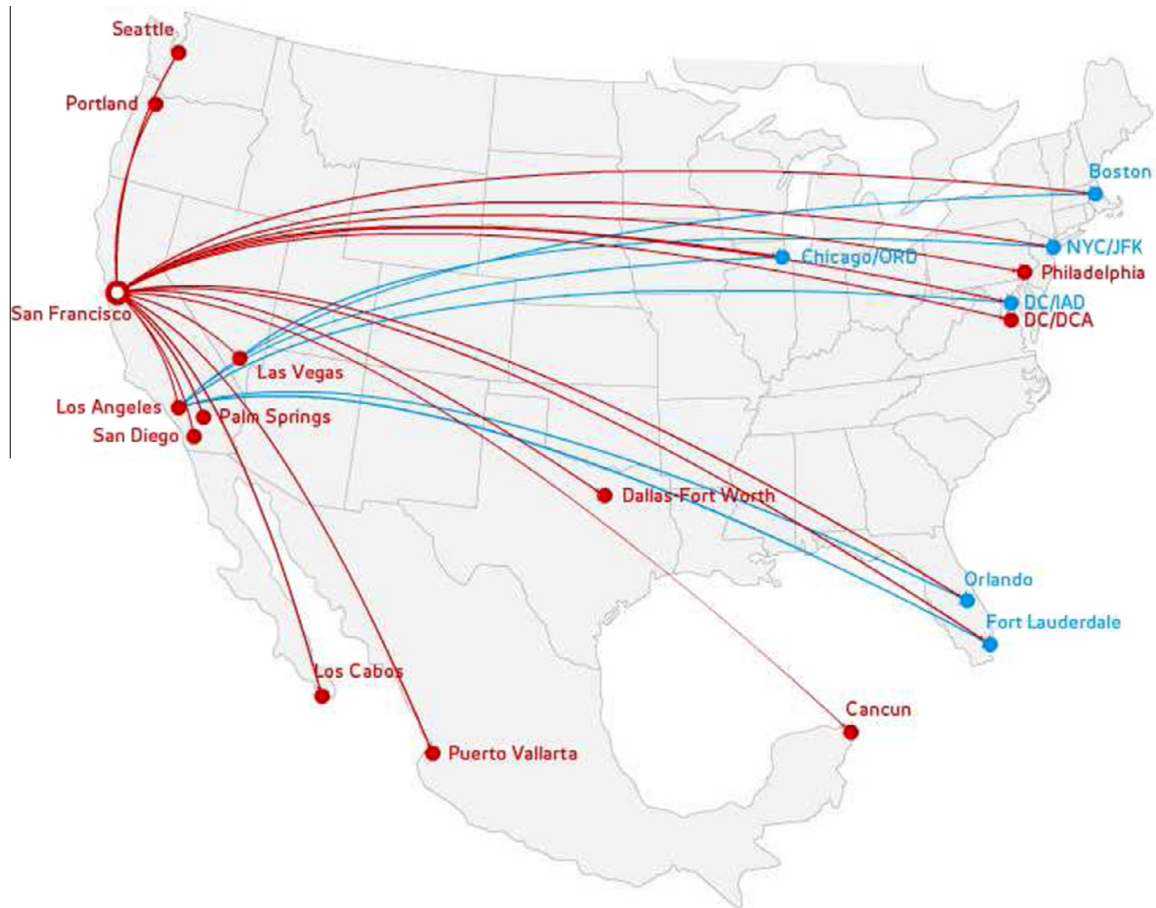 Seattle
Portland
Boston
NYC/JFK
Chicago/ORD
Philadelphia
DC/IAD
San Francisco
DC/DCA
Las Vegas
Los Angeles
Palm Springs
San Diego
Dallas-Fort Worth
Orlando
Fort Lauderdale
Los Cabos
Cancun
Puerto Vallarta